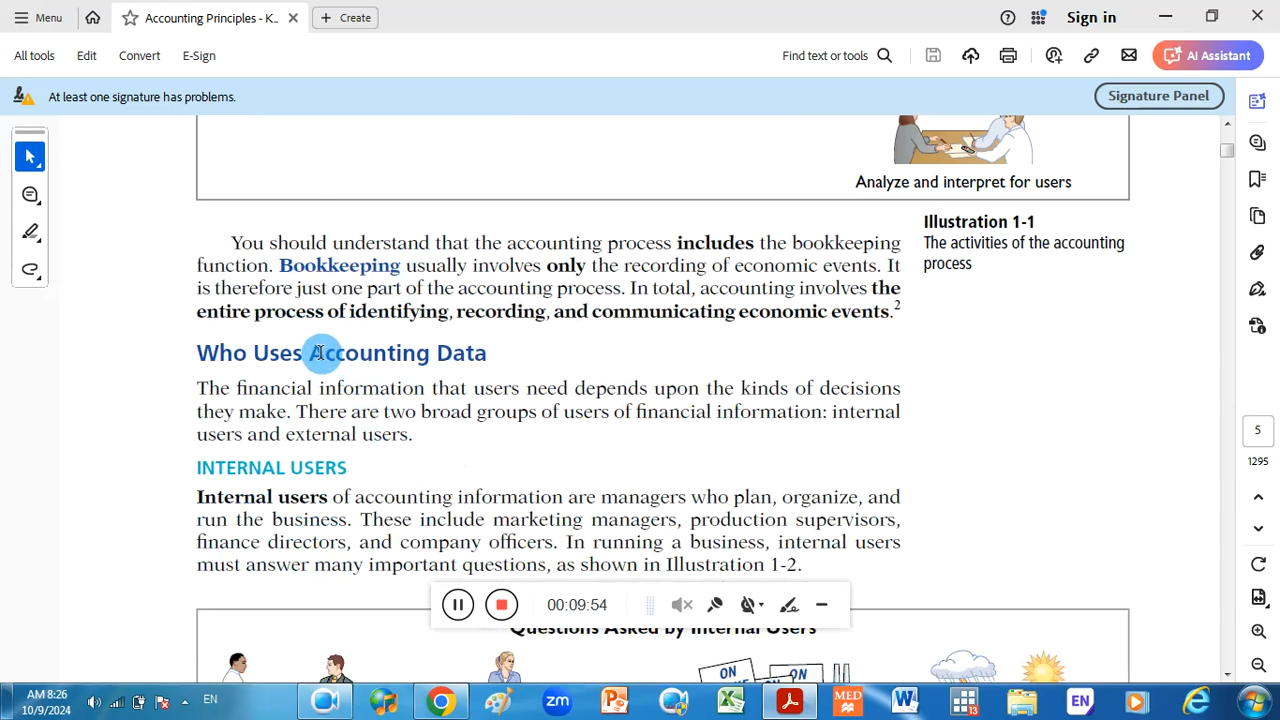 Menu
Accounting Principles - K...
Create
Sign in
All tools
Edit
Convert
E-Sign
Find text or tools
AI Assistant
At least one signature has problems.
Signature Panel
Analyze and interpret for users
Illustration 1-1
The activities of the accounting
process
You should understand that the accounting process includes the bookkeeping
function. Bookkeeping usually involves only the recording of economic events. It
is therefore just one part of the accounting process. In total, accounting involves the
entire process of identifying, recording, and communicating economic events.2
Who Uses Accounting Data
The financial information that users need depends upon the kinds of decisions
they make. There are two broad groups of users of financial information: internal
users and external users.
INTERNAL USERS
Internal users of accounting information are managers who plan, organize, and
run the business. These include marketing managers, production supervisors,
finance directors, and company officers. In running a business, internal users
must answer many important questions, as shown in Illustration 1-2.
5
1295
00:09:54
Questions Asked by Internal Users
ON
ON
AM 8:26
10/9/2024
EN
zm
MED
13
EN